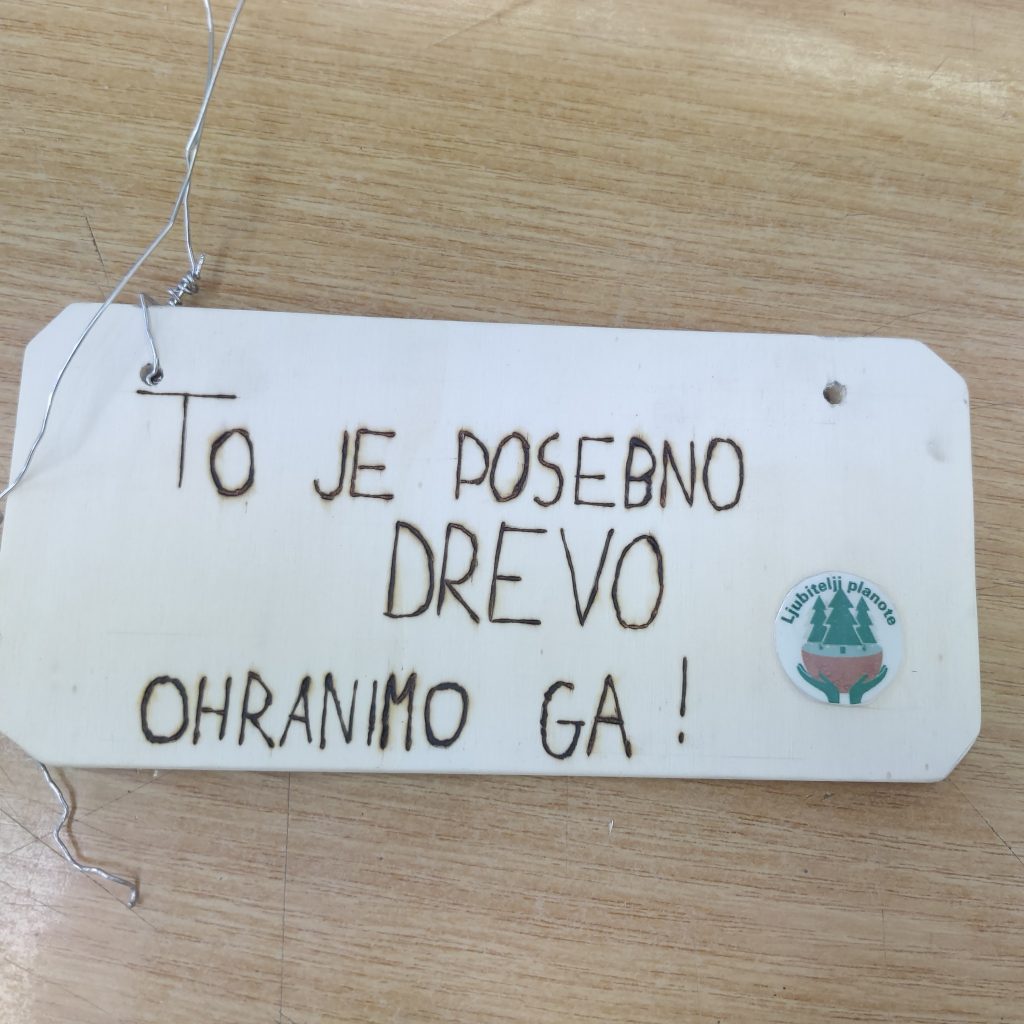 TO JE POSEBNO
DREVO
OHRANIMO GA!
Ljubitelji planote